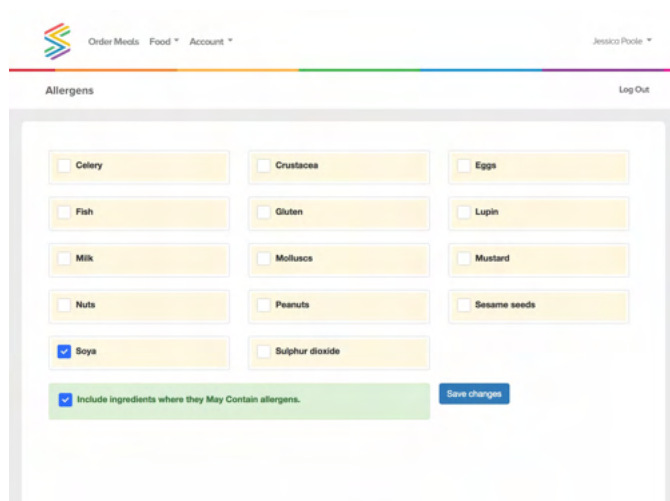 Order Meals Food Account Jessica Poole
Allergens Log Out
Celery Crustacea Eggs
Fish Gluten Lupin
Milk Molluscs Mustard
Nuts Peanuts Sesame seeds
Soya Sulphur dioxide
Include ingredients where they May Contain allergens. Save changes